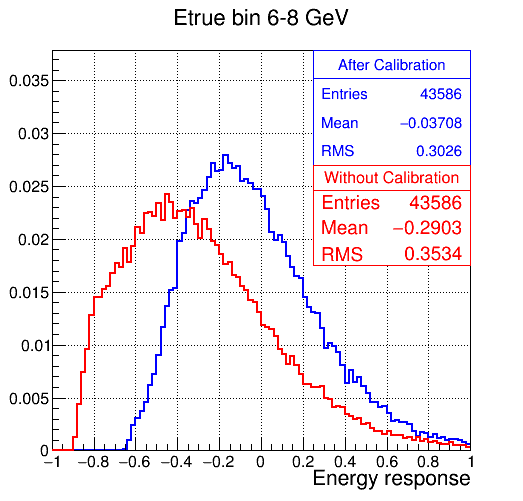 Etrue bin 6-8 GeV
After Calibration
Entries 43586
Mean −0.03708
RMS 0.3026
Without Calibration
Entries 43586
Mean −0.2903
RMS 0.3534
0.035
0.03
0.025
0.02
0.015
0.01
0.005
0
−1 −0.8 −0.6 −0.4 −0.2 0 0.2 0.4 0.6 0.8 1
Energy response